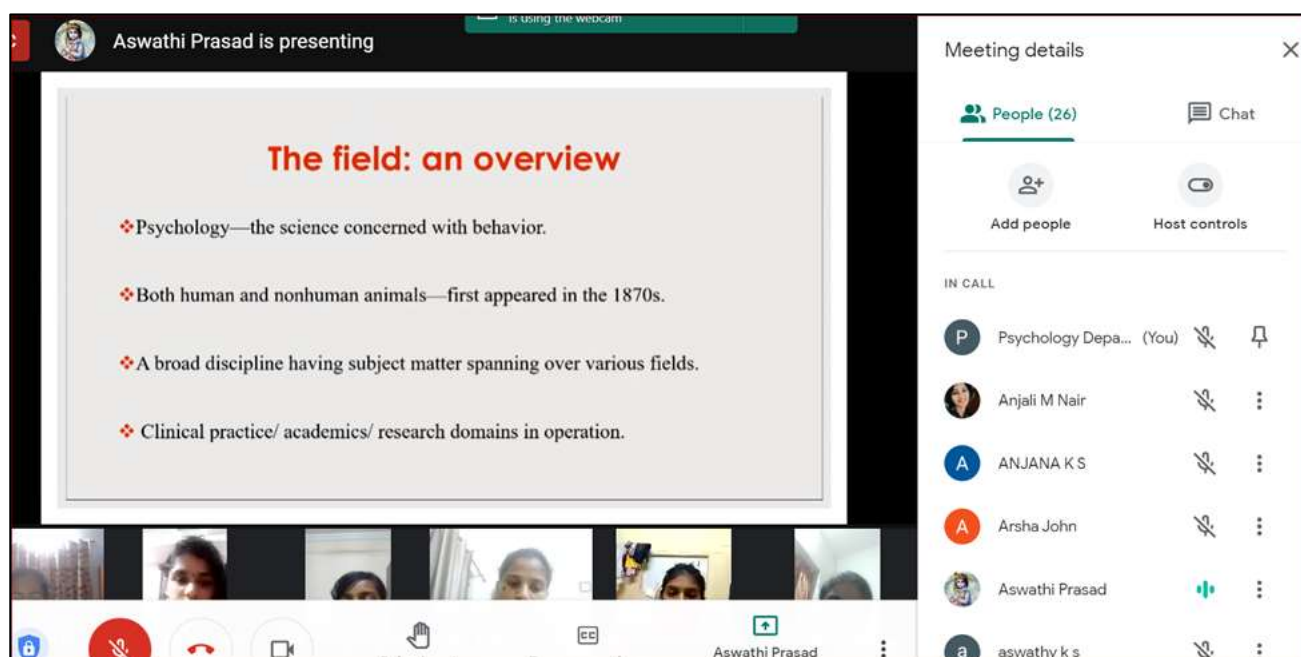 is using the webcam
Aswathi Prasad is presenting
The field: an overview
❖Psychology—the science concerned with behavior.
❖Both human and nonhuman animals—first appeared in the 1870s.
❖A broad discipline having subject matter spanning over various fields.
❖ Clinical practice/ academics/ research domains in operation.
Aswathi Prasad
Meeting details
People (26)
Chat
Add people
Host controls
IN CALL
P Psychology Depa... (You)
Anjali M Nair
A ANJANA K S
A Arsha John
Aswathi Prasad
a aswathy k s
CC